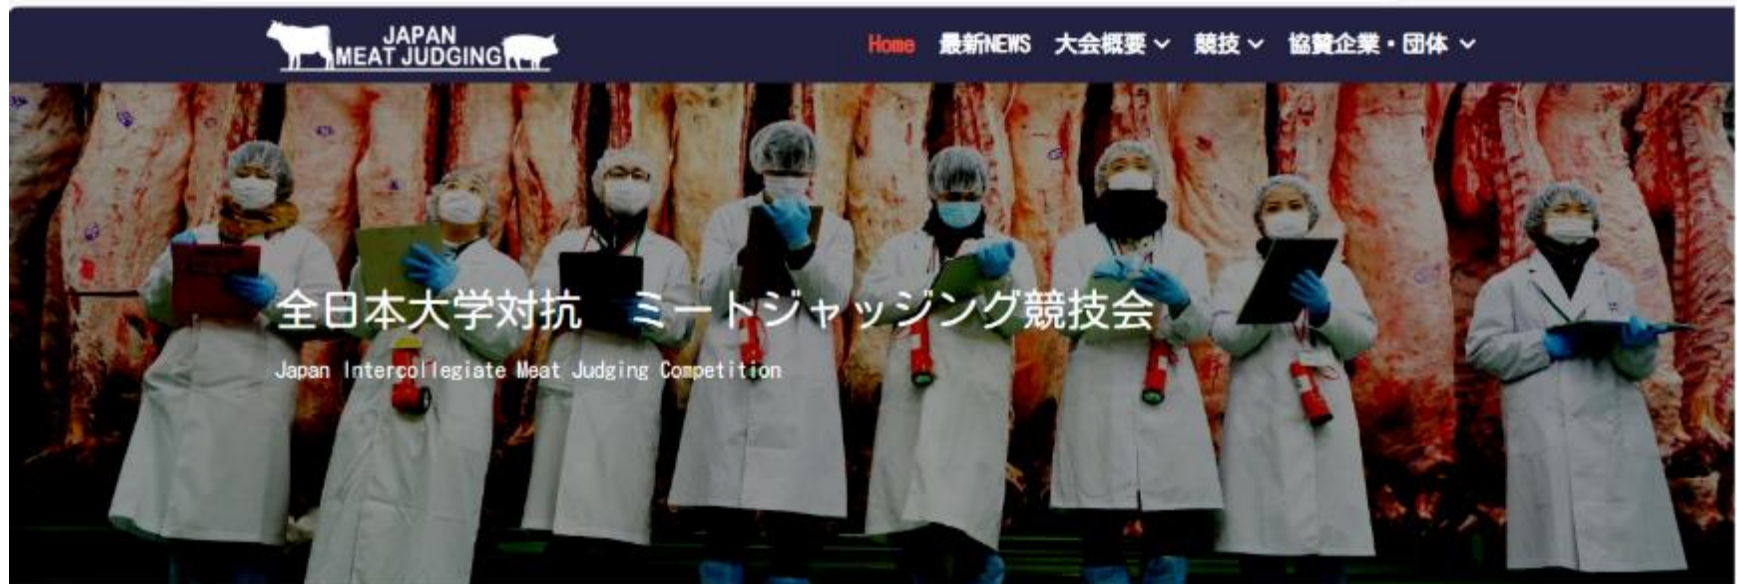 JAPAN
MEAT JUDGING
Home 最新NEWS 大会概要 競技 協賛企業・団体
全日本大学対抗 ミートジャッジング競技会
Japan Intercollegiate Meat Judging Competition